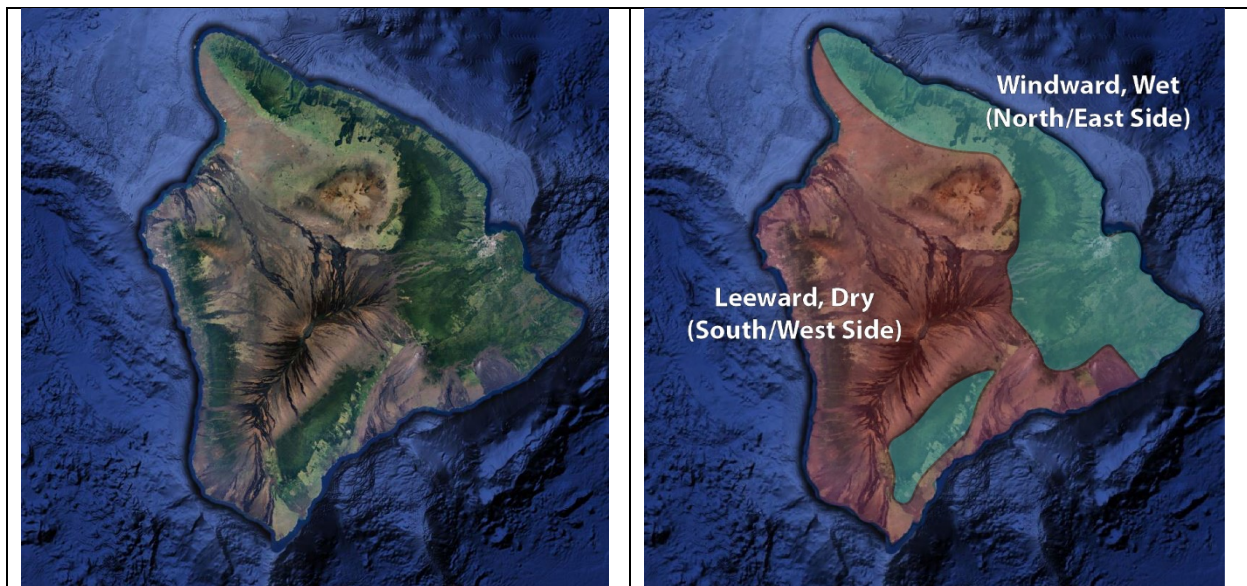 Windward, Wet
(North/East Side)
Leeward, Dry
(South/West Side)